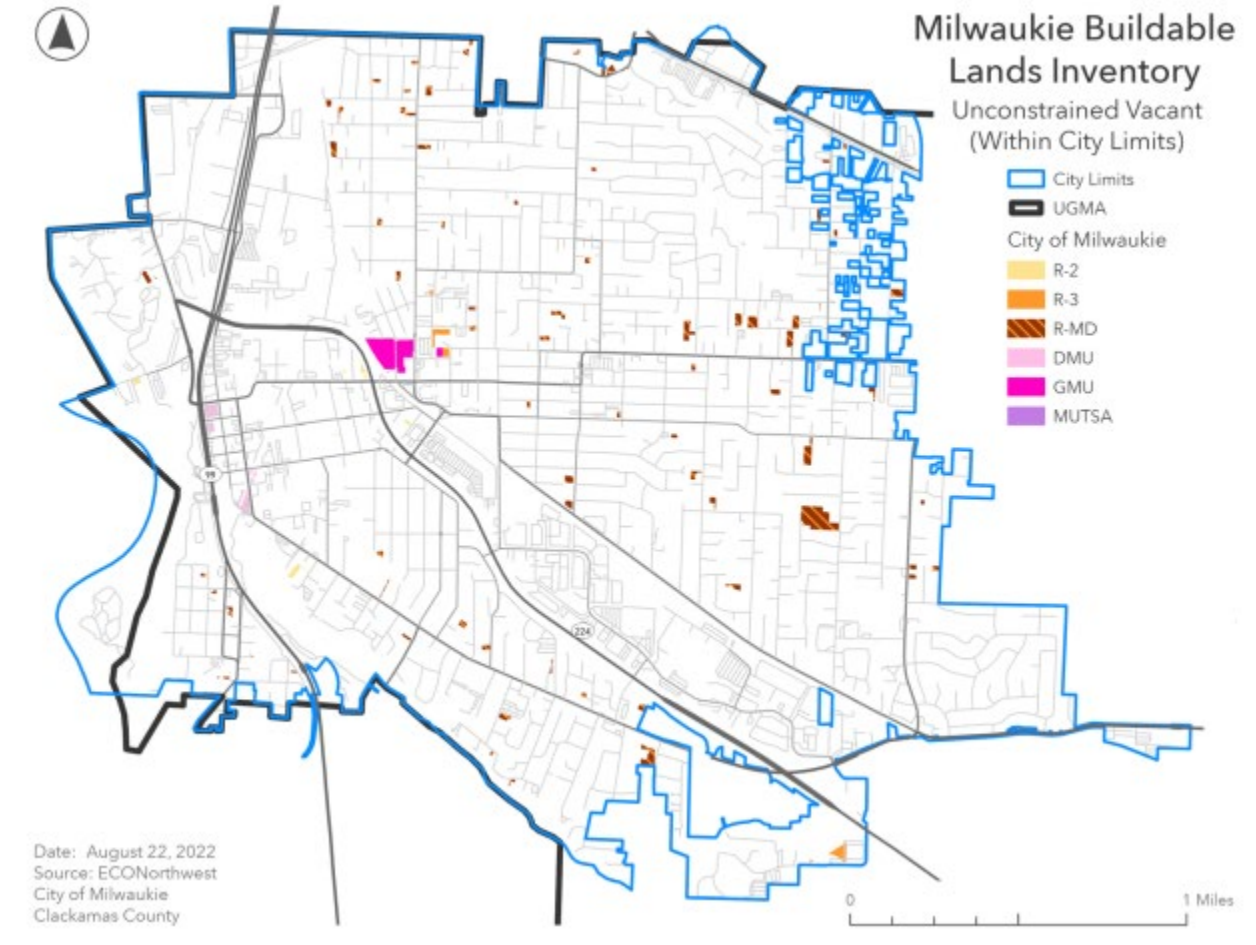 Milwaukie Buildable
Lands Inventory
Unconstrained Vacant
(Within City Limits)
City Limits
UGMA
City of Milwaukie
R-2
R-3
R-MD
DMU
GMU
MUTSA
99
224
Date: August 22, 2022
Source: ECONorthwest
City of Milwaukie
Clackamas County
0 1 Miles